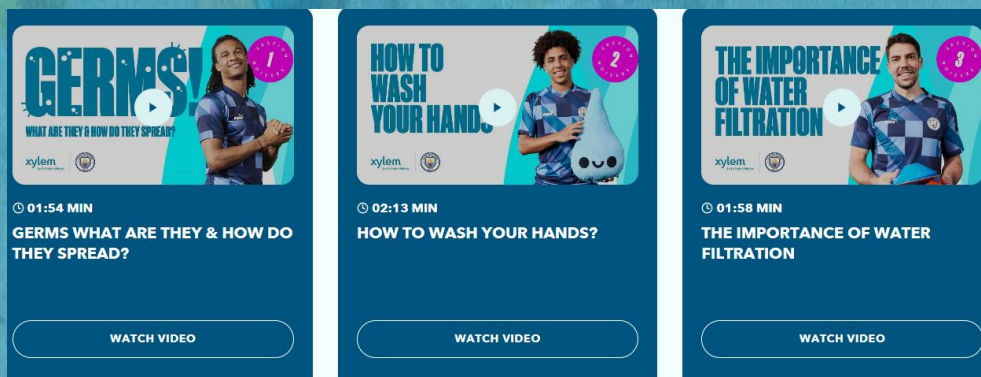 GERMS!
WHAT ARE THEY & HOW DO THEY SPREAD?
xylem
SESSION 1
01:54 MIN
GERMS WHAT ARE THEY & HOW DO
THEY SPREAD?
WATCH VIDEO
HOW TO
WASH
YOUR HANDS
xylem
SESSION 2
02:13 MIN
HOW TO WASH YOUR HANDS?
WATCH VIDEO
THE IMPORTANCE
OF WATER
FILTRATION
xylem
SESSION 3
01:58 MIN
THE IMPORTANCE OF WATER
FILTRATION
WATCH VIDEO